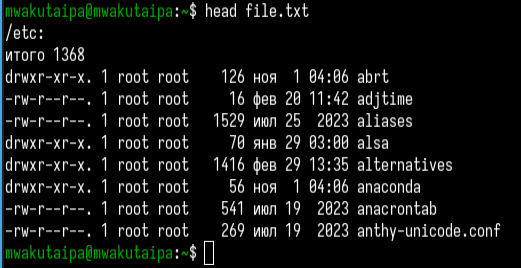 mwakutaipa@mwakutaipa:~$ head file.txt
/etc:
итого 1368
drwxr-xr-x. 1 root root    126 ноя  1 04:06 abrt
-rw-r--r--. 1 root root     16 фев 20 11:42 adjtime
-rw-r--r--. 1 root root   1529 июл 25  2023 aliases
drwxr-xr-x. 1 root root     70 янв 29 03:00 alsa
drwxr-xr-x. 1 root root   1416 фев 29 13:35 alternatives
drwxr-xr-x. 1 root root     56 ноя  1 04:06 anaconda
-rw-r--r--. 1 root root    541 июл 19  2023 anacrontab
-rw-r--r--. 1 root root    269 июл 19  2023 anthy-unicode.conf
mwakutaipa@mwakutaipa:~$